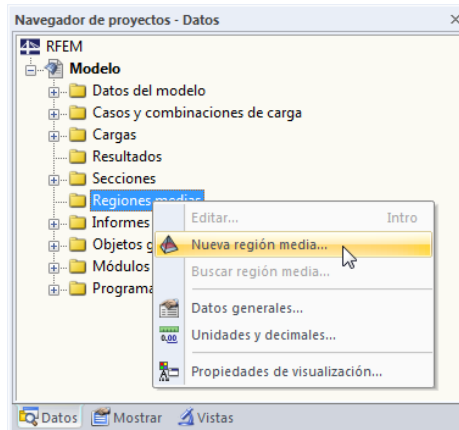 Navegador de proyectos - Datos
RFEM
Modelo
Datos del modelo
Casos y combinaciones de carga
Cargas
Resultados
Secciones
Regiones medias
Informes
Editar... Intro
Objetos g
Nueva región media...
Módulos
Buscar región media...
Programa
Datos generales...
0,00 Unidades y decimales...
Propiedades de visualización...
Datos Mostrar Vistas